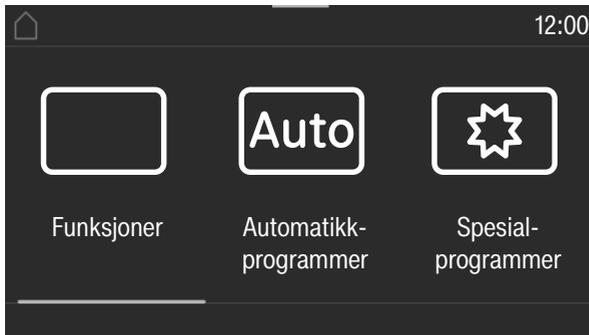 12:00
Auto
Funksjoner
Automatikk-
programmer
Spesial-
programmer